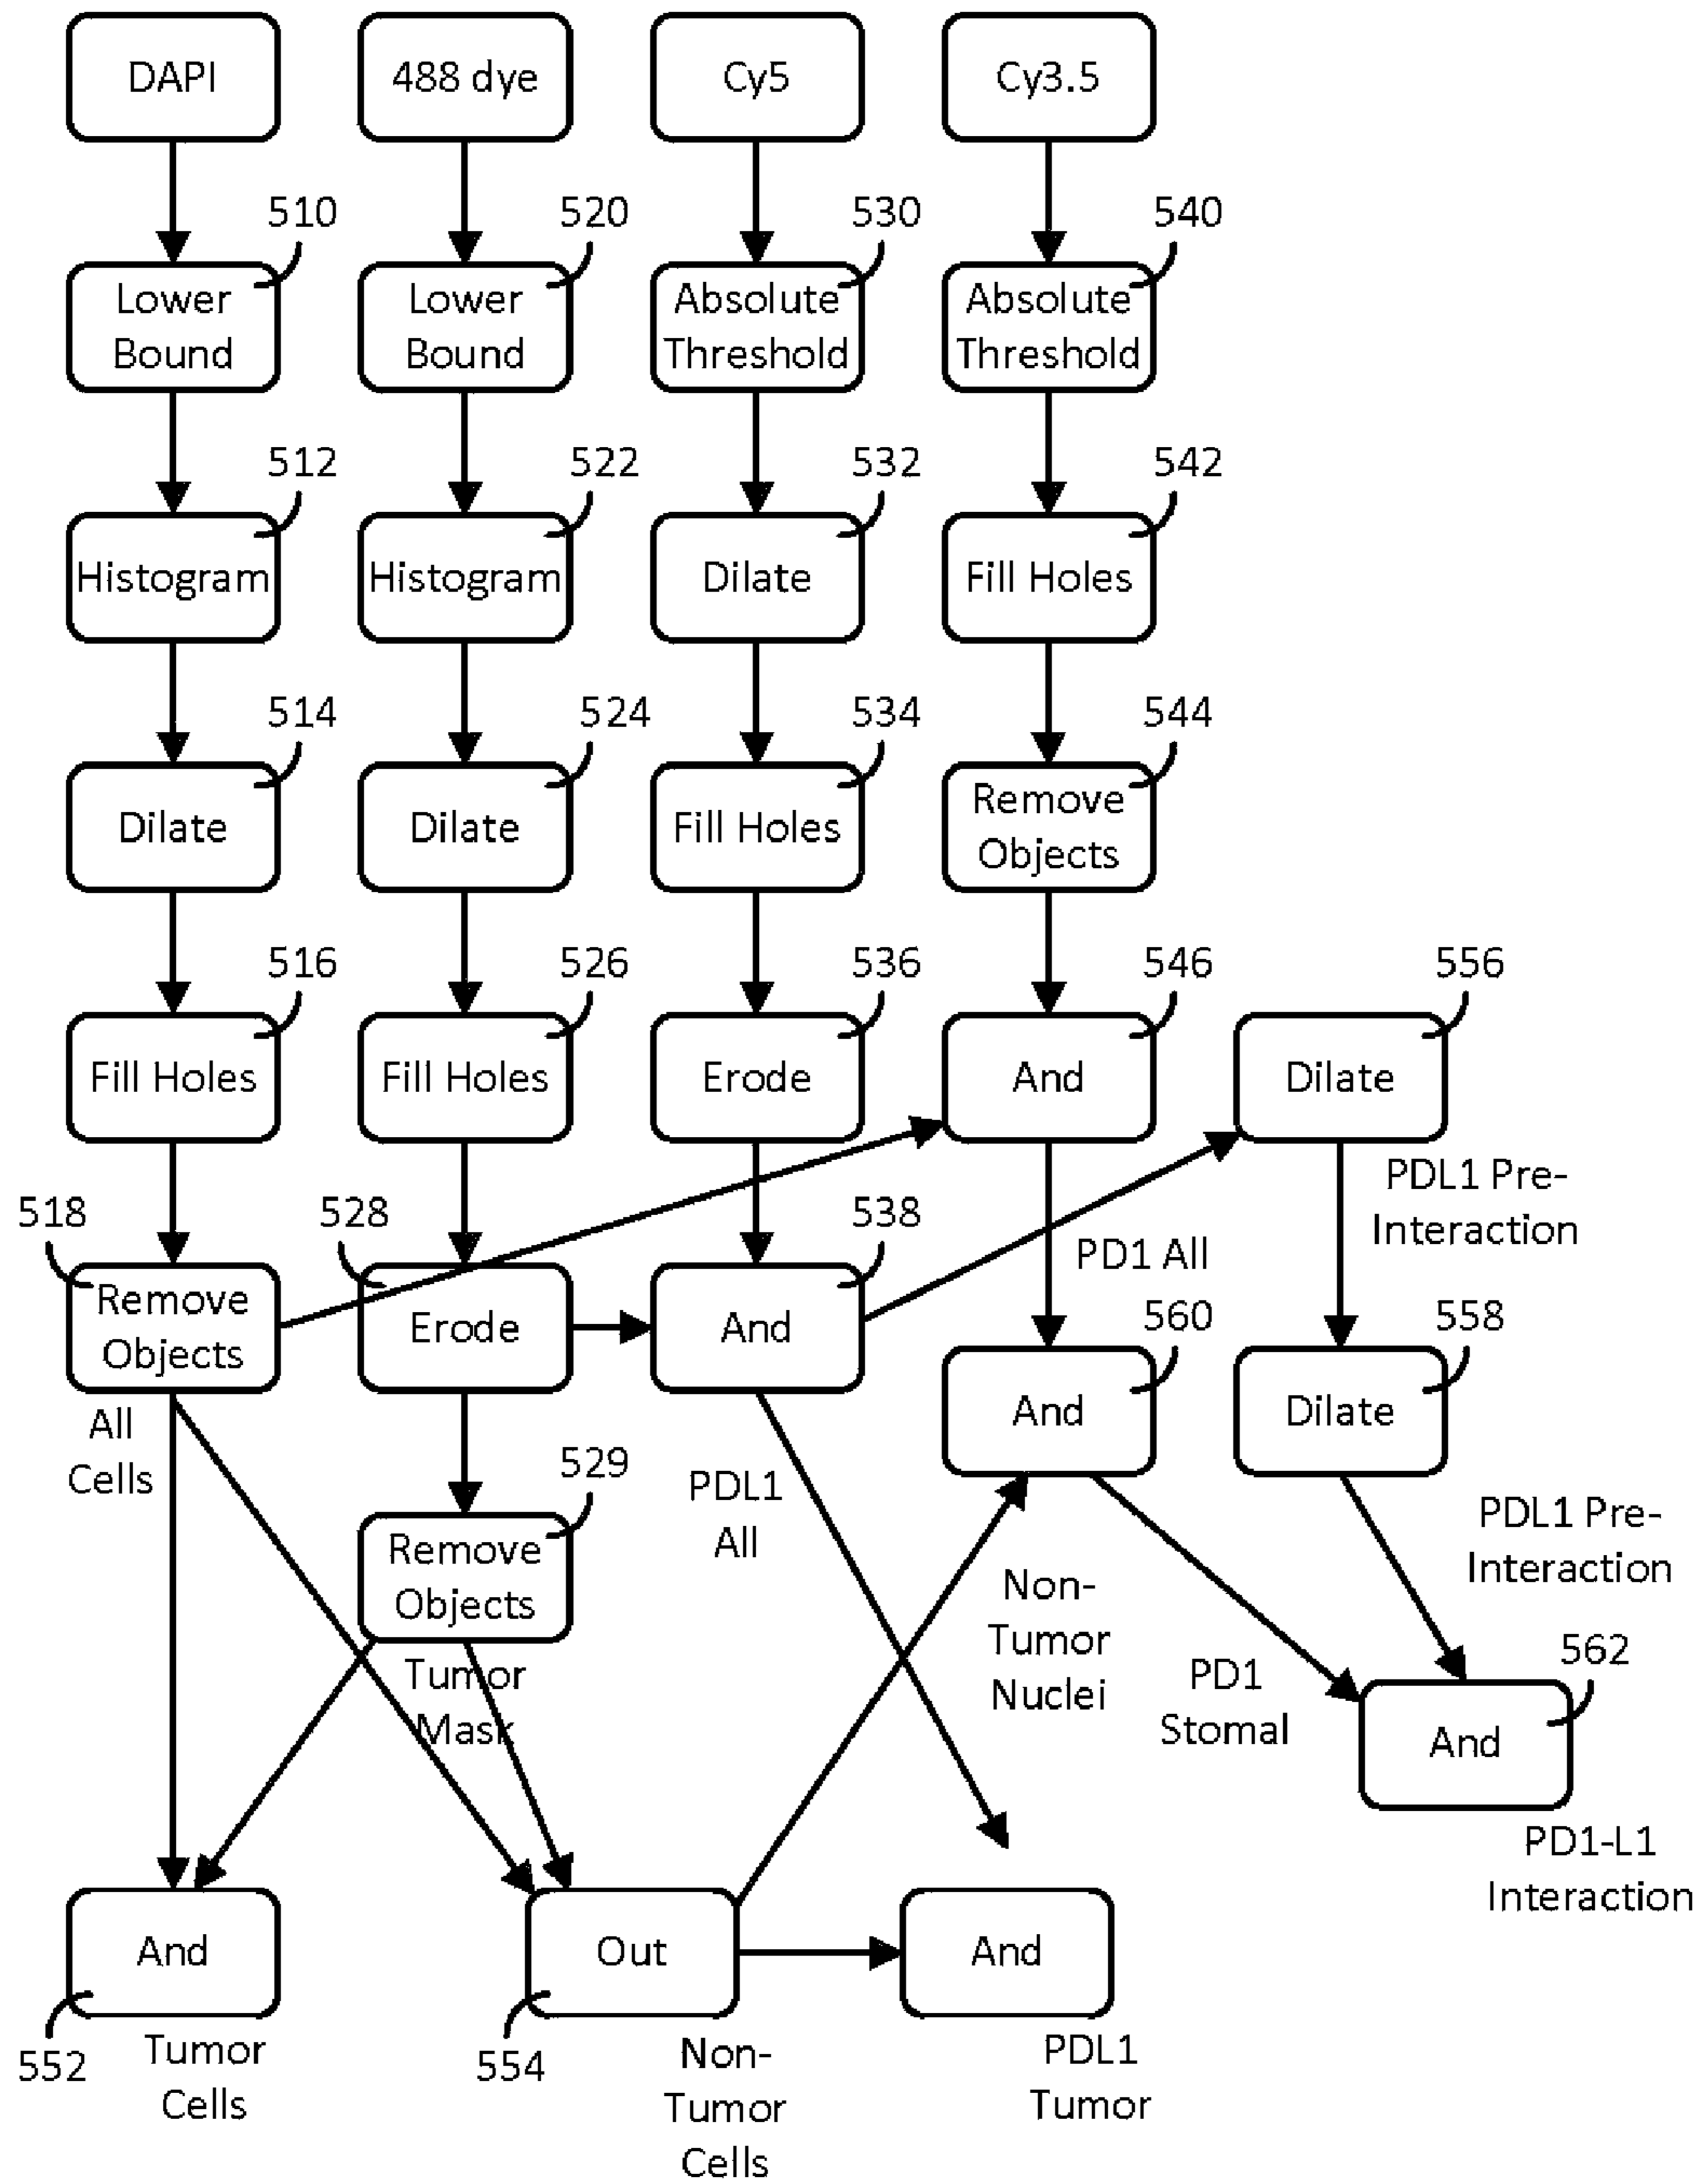 DAPI
488 dye
Cy5
Cy3.5
510
520
530
540
Lower
Bound
Lower
Bound
Absolute
Threshold
Absolute
Threshold
512
522
532
542
Histogram
Histogram
Dilate
Fill Holes
514
524
534
544
Dilate
Dilate
Fill Holes
Remove
Objects
516
526
536
546
556
Fill Holes
Fill Holes
Erode
And
Dilate
PDL1 Pre-
Interaction
518
528
538
PD1 All
Remove
Objects
Erode
And
560
558
And
Dilate
All
Cells
529
PDL1
All
Remove
Objects
PDL1 Pre-
Interaction
Non-
Tumor
Nuclei
Tumor
Mask
PD1
Stomal
562
And
PD1-L1
Interaction
And
Out
And
552
Tumor
Cells
554
Non-
Tumor
Cells
PDL1
Tumor